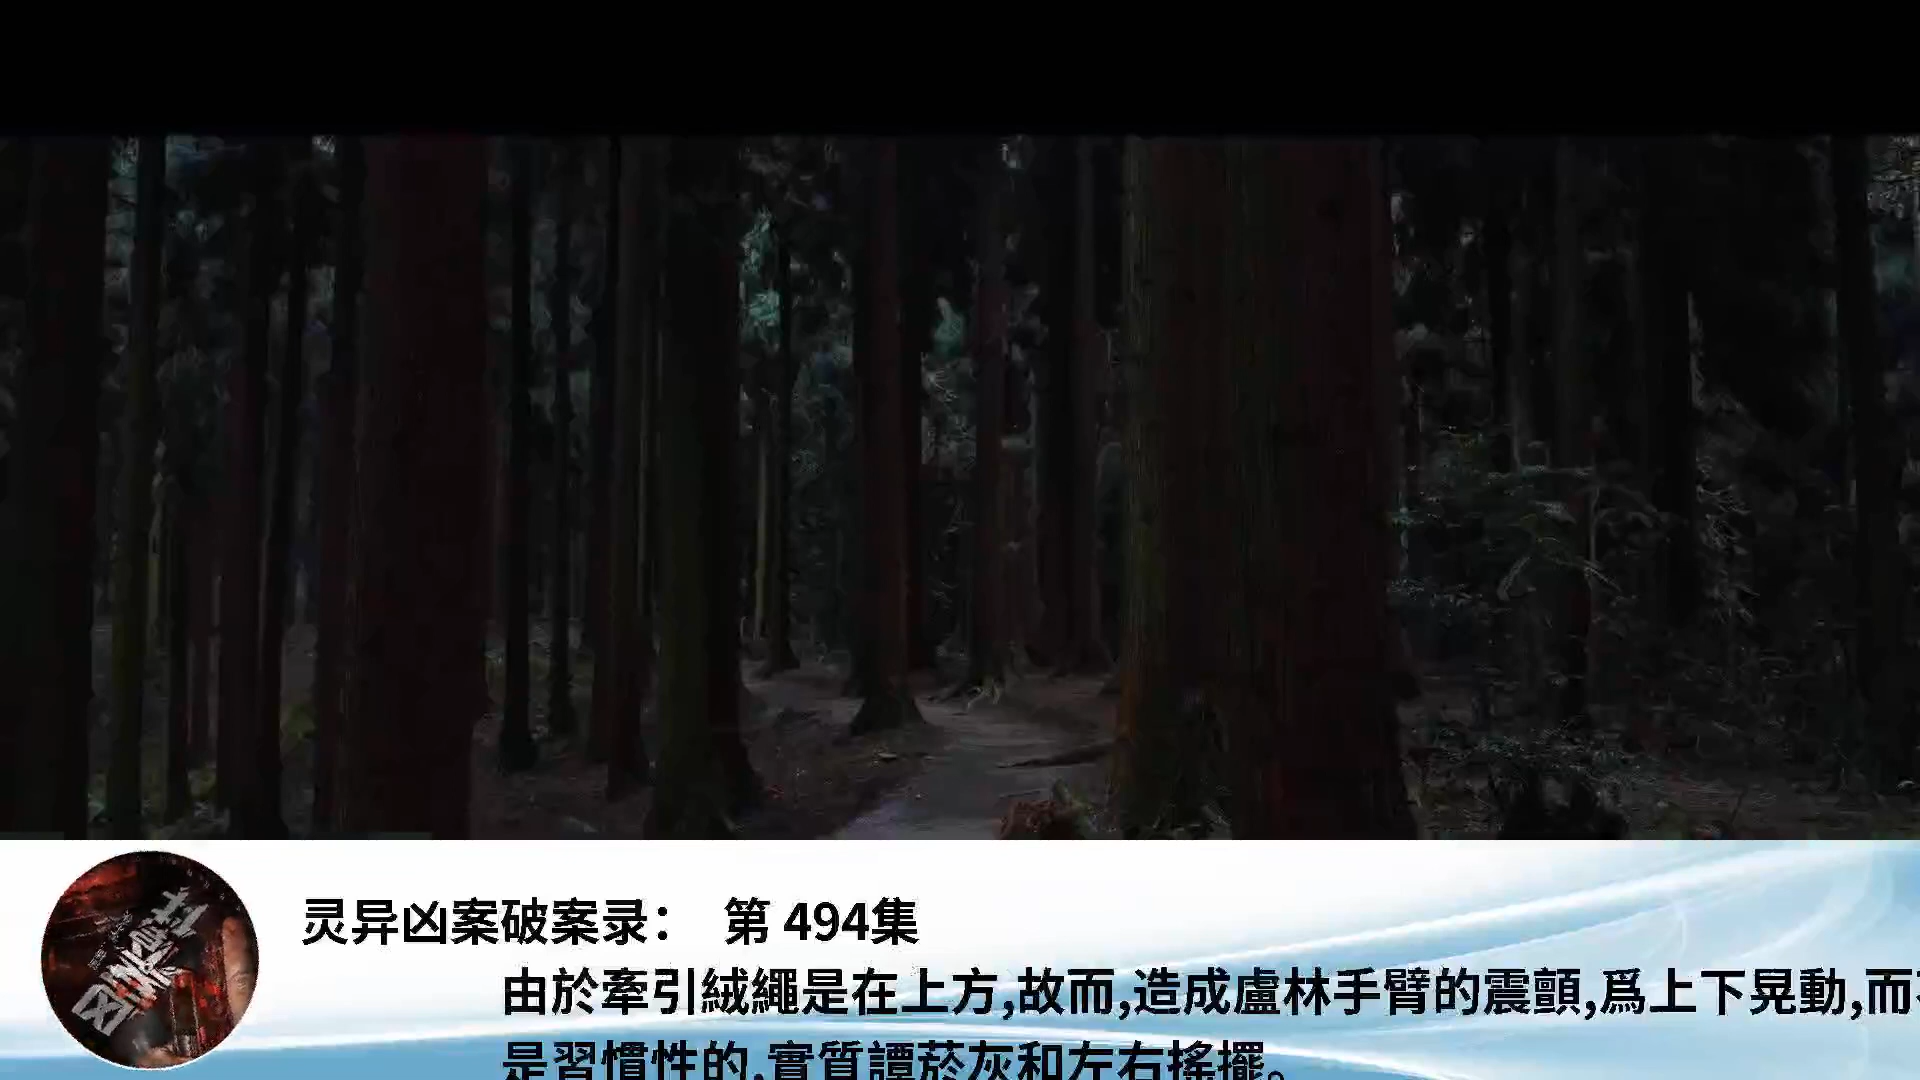 灵异凶案破案录： 第 494集
由於牽引絨繩是在上方,故而,造成盧林手臂的震顫,爲上下晃動,而
是習慣性的,實質譚菸灰和左右搖擺。
凶案